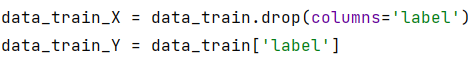 data_train_X = data_train.drop(columns='label')
data_train_Y = data_train['label']